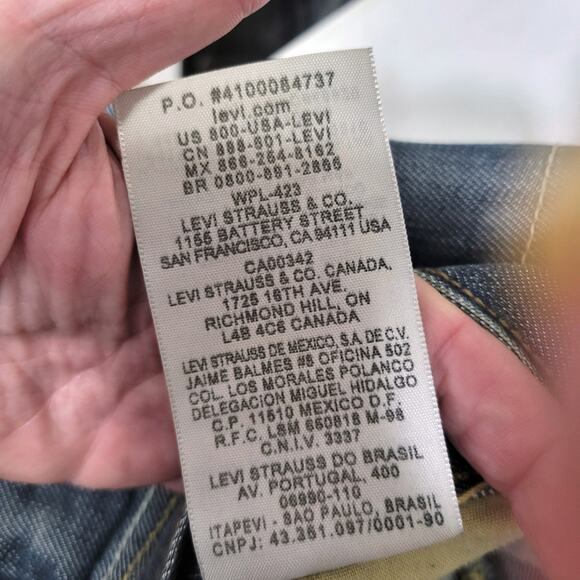 P.O. #4100084737
levi.com
US 800-USA-LEVI
CN 888-501-LEVI
MX 866-264-8162
BR 0800-891-2855
WPL-423
LEVI STRAUSS & CO.,
1155 BATTERY STREET
SAN FRANCISCO, CA 94111 USA
CA00342
LEVI STRAUSS & CO. CANADA,
1725 16TH AVE.
RICHMOND HILL, ON
L4B 4C6 CANADA
LEVI STRAUSS DE MEXICO, S.A. DE C.V.
JAIME BALMES #8 OFICINA 502
COL. LOS MORALES POLANCO
DELEGACION MIGUEL HIDALGO
C.P. 11510 MEXICO D.F.
R.F.C. LSM 650818 M-98
C.N.I.V. 3337
LEVI STRAUSS DO BRASIL
AV. PORTUGAL, 400
06690-110
ITAPEVI - SAO PAULO, BRASIL
CNPJ: 43.351.097/0001-90